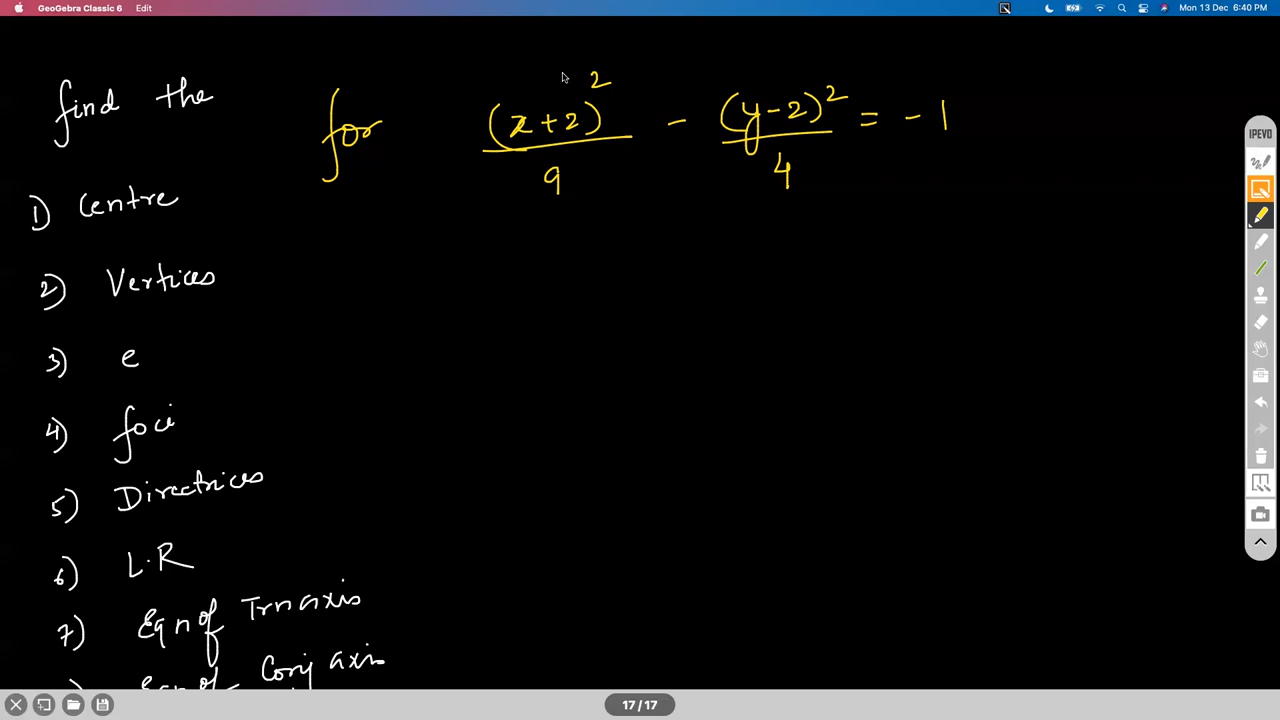 GeoGebra Classic 6 Edit Mon 13 Dec 6:40 PM
find the for (x+2)² / 9 - (y-2)² / 4 = -1
1) Centre
2) Vertices
3) e
4) foci
5) Directrices
6) L.R
7) Eqn of Trn axis
Eqn of Conj axis
IPEVO
17/17